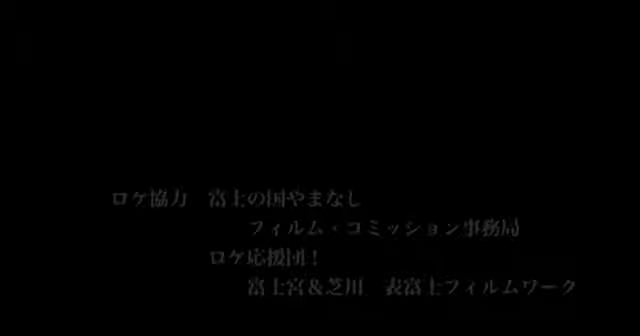 ロケ協力　富士の国やまなし
フィルム・コミッション事務局
ロケ応援団！
富士宮＆芝川　表富士フィルムワーク